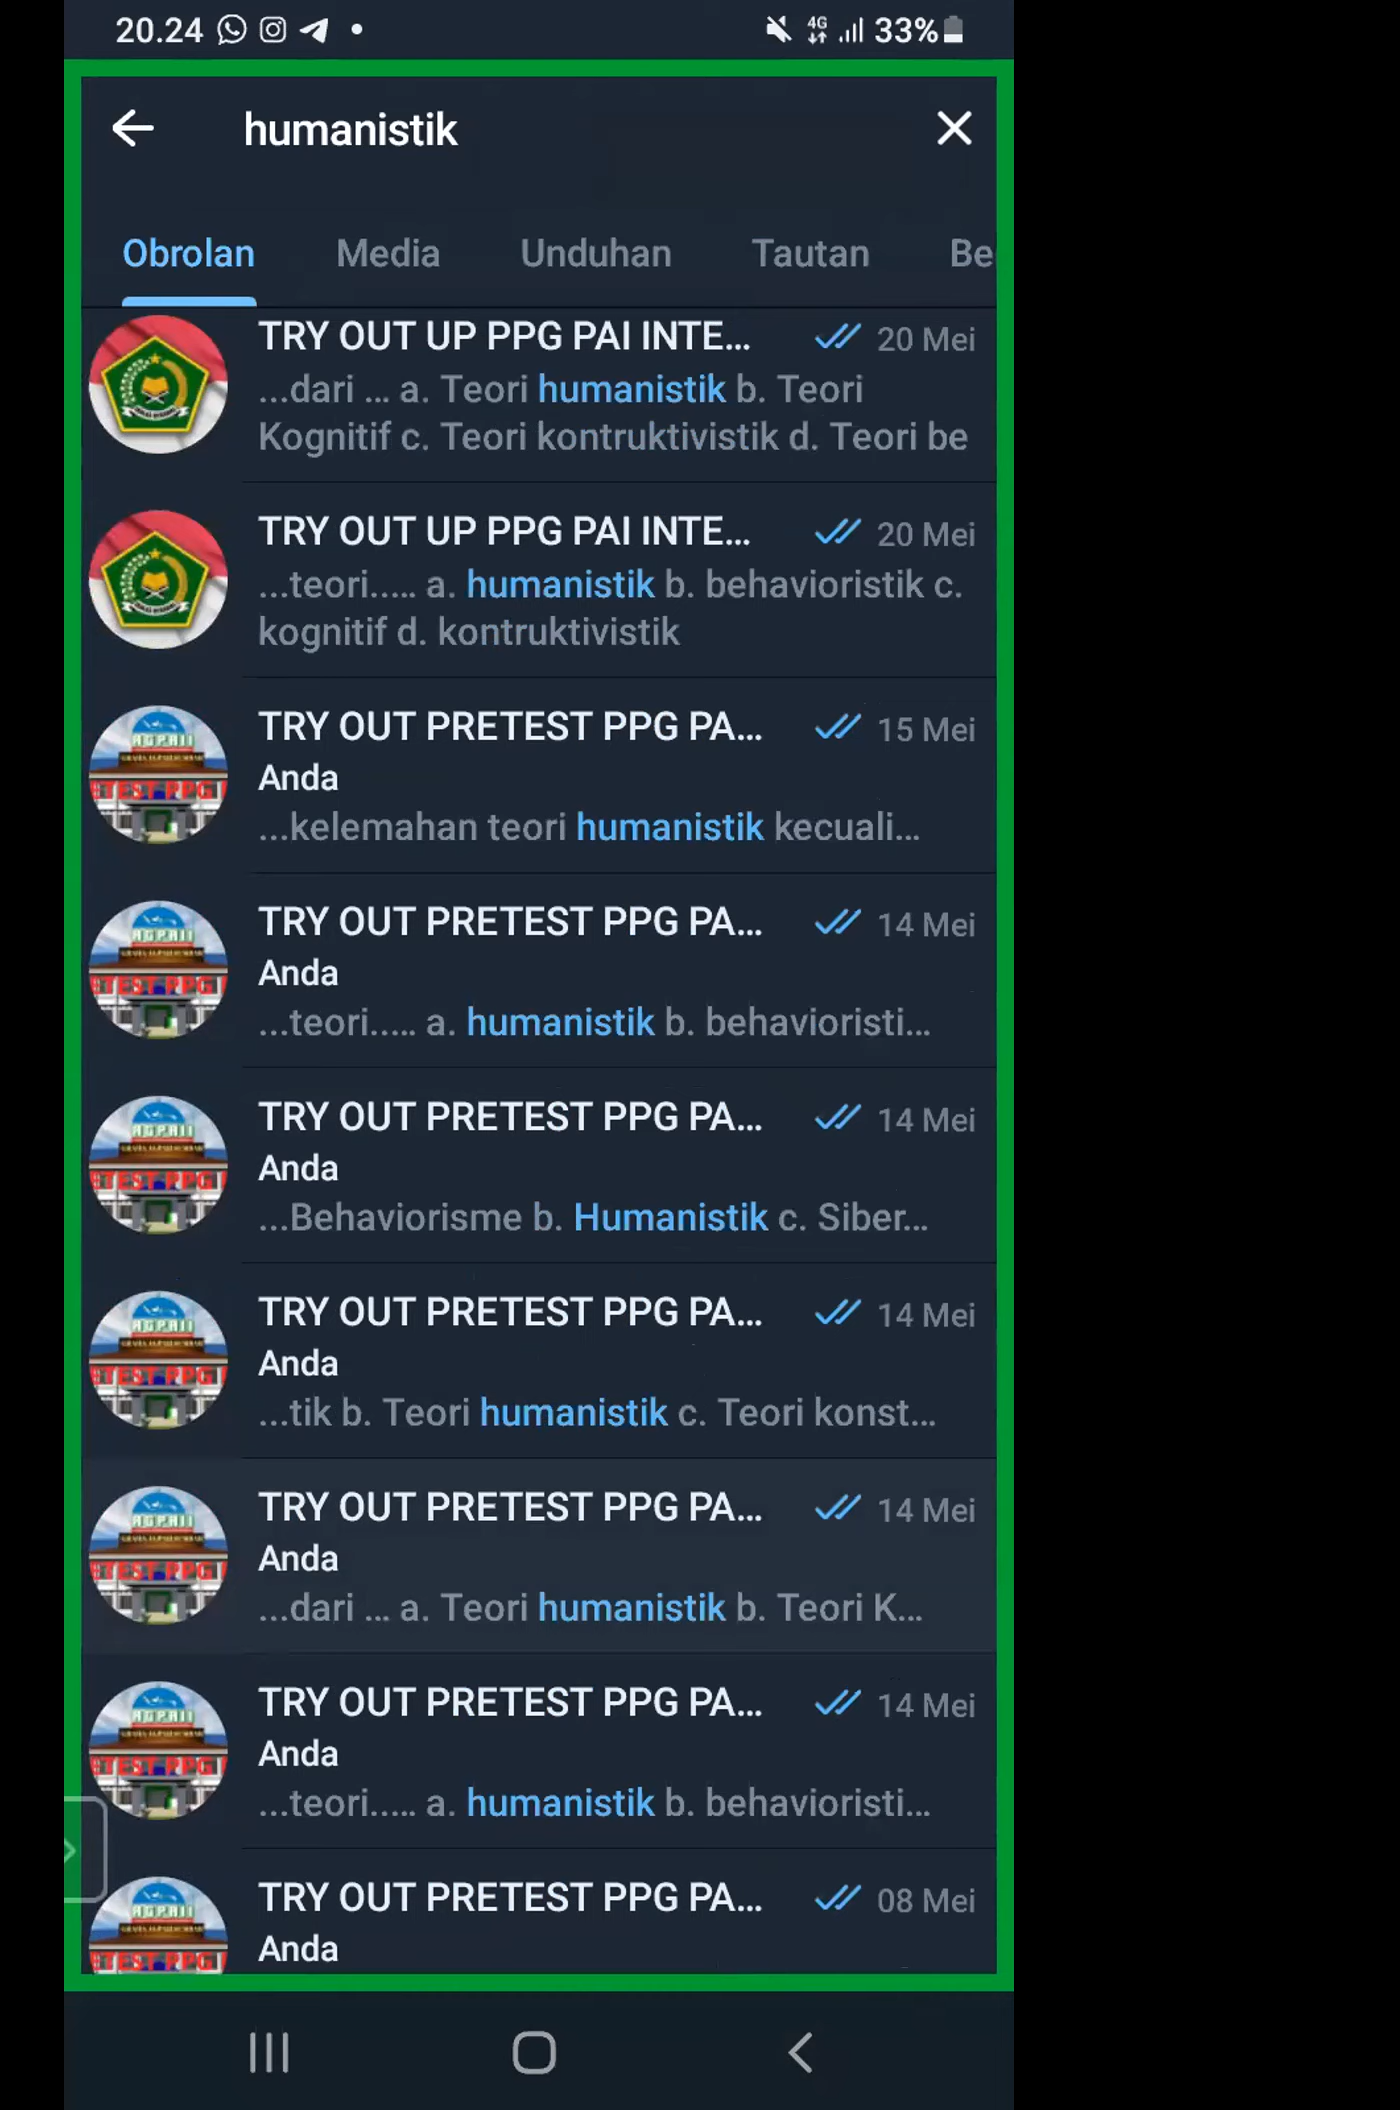 20.24
4G
33%
humanistik
Obrolan Media Unduhan Tautan Be
TRY OUT UP PPG PAI INTE... 20 Mei
...dari ... a. Teori humanistik b. Teori
Kognitif c. Teori kontruktivistik d. Teori be
TRY OUT UP PPG PAI INTE... 20 Mei
...teori..... a. humanistik b. behavioristik c.
kognitif d. kontruktivistik
TRY OUT PRETEST PPG PA... 15 Mei
Anda
...kelemahan teori humanistik kecuali...
TRY OUT PRETEST PPG PA... 14 Mei
Anda
...teori..... a. humanistik b. behavioristi...
TRY OUT PRETEST PPG PA... 14 Mei
Anda
...Behaviorisme b. Humanistik c. Siber...
TRY OUT PRETEST PPG PA... 14 Mei
Anda
...tik b. Teori humanistik c. Teori konst...
TRY OUT PRETEST PPG PA... 14 Mei
Anda
...dari ... a. Teori humanistik b. Teori K...
TRY OUT PRETEST PPG PA... 14 Mei
Anda
...teori..... a. humanistik b. behavioristi...
TRY OUT PRETEST PPG PA... 08 Mei
Anda